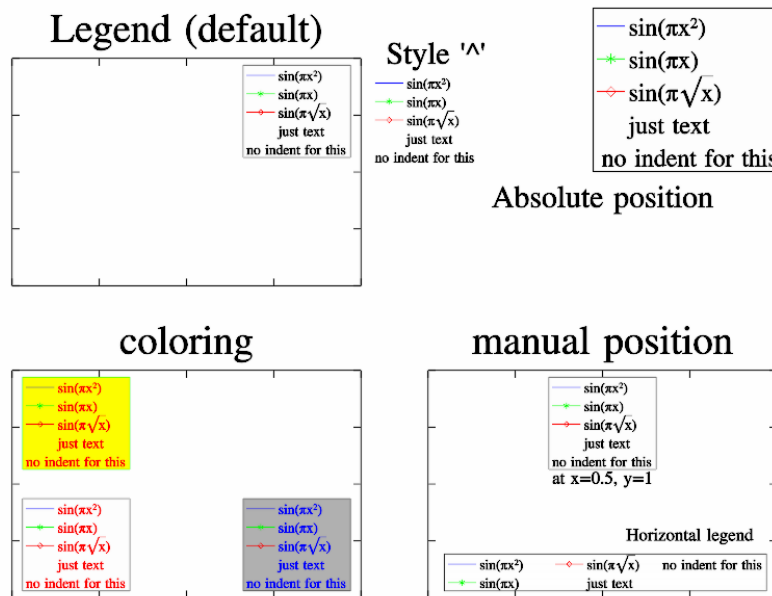 Legend (default)
sin(πx²)
sin(πx)
sin(π√x)
just text
no indent for this
Style '^'
sin(πx²)
sin(πx)
sin(π√x)
just text
no indent for this
sin(πx²)
sin(πx)
sin(π√x)
just text
no indent for this
Absolute position
coloring
sin(πx²)
sin(πx)
sin(π√x)
just text
no indent for this
sin(πx²)
sin(πx)
sin(π√x)
just text
no indent for this
sin(πx²)
sin(πx)
sin(π√x)
just text
no indent for this
manual position
sin(πx²)
sin(πx)
sin(π√x)
just text
no indent for this
at x=0.5, y=1
Horizontal legend
sin(πx²) sin(π√x) no indent for this
sin(πx) just text